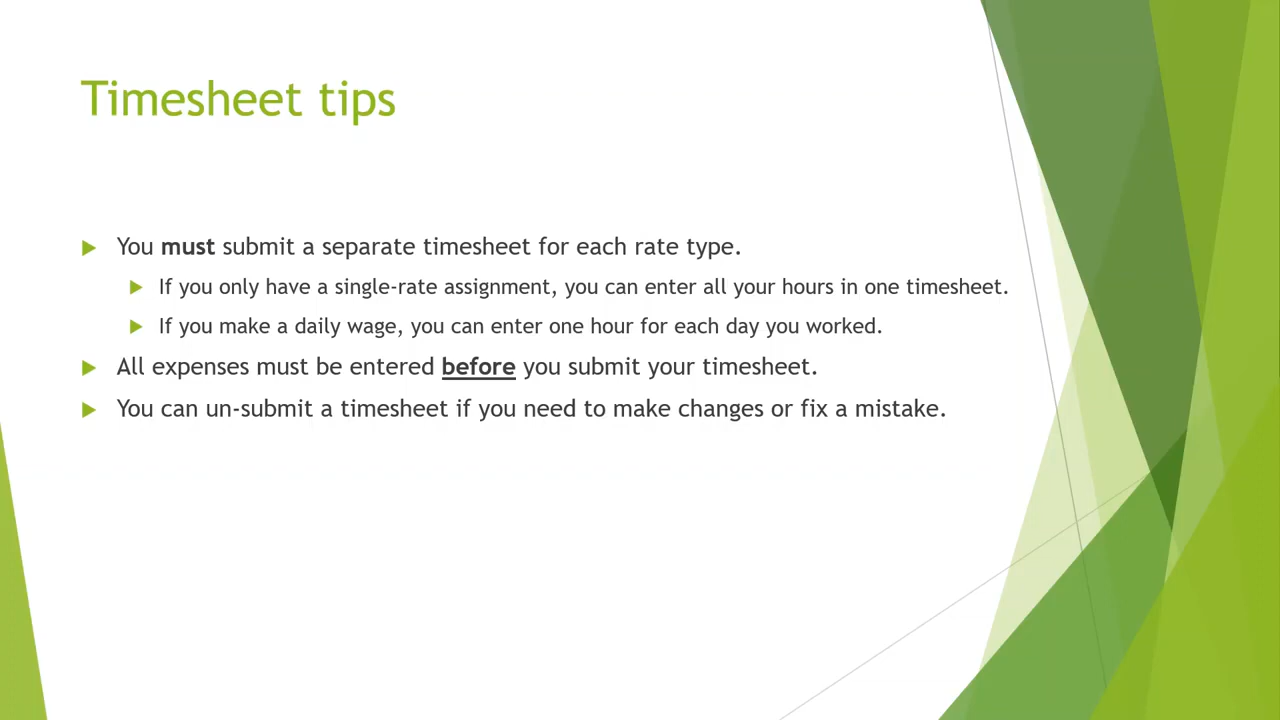 Timesheet tips
You must submit a separate timesheet for each rate type.
If you only have a single-rate assignment, you can enter all your hours in one timesheet.
If you make a daily wage, you can enter one hour for each day you worked.
All expenses must be entered before you submit your timesheet.
You can un-submit a timesheet if you need to make changes or fix a mistake.